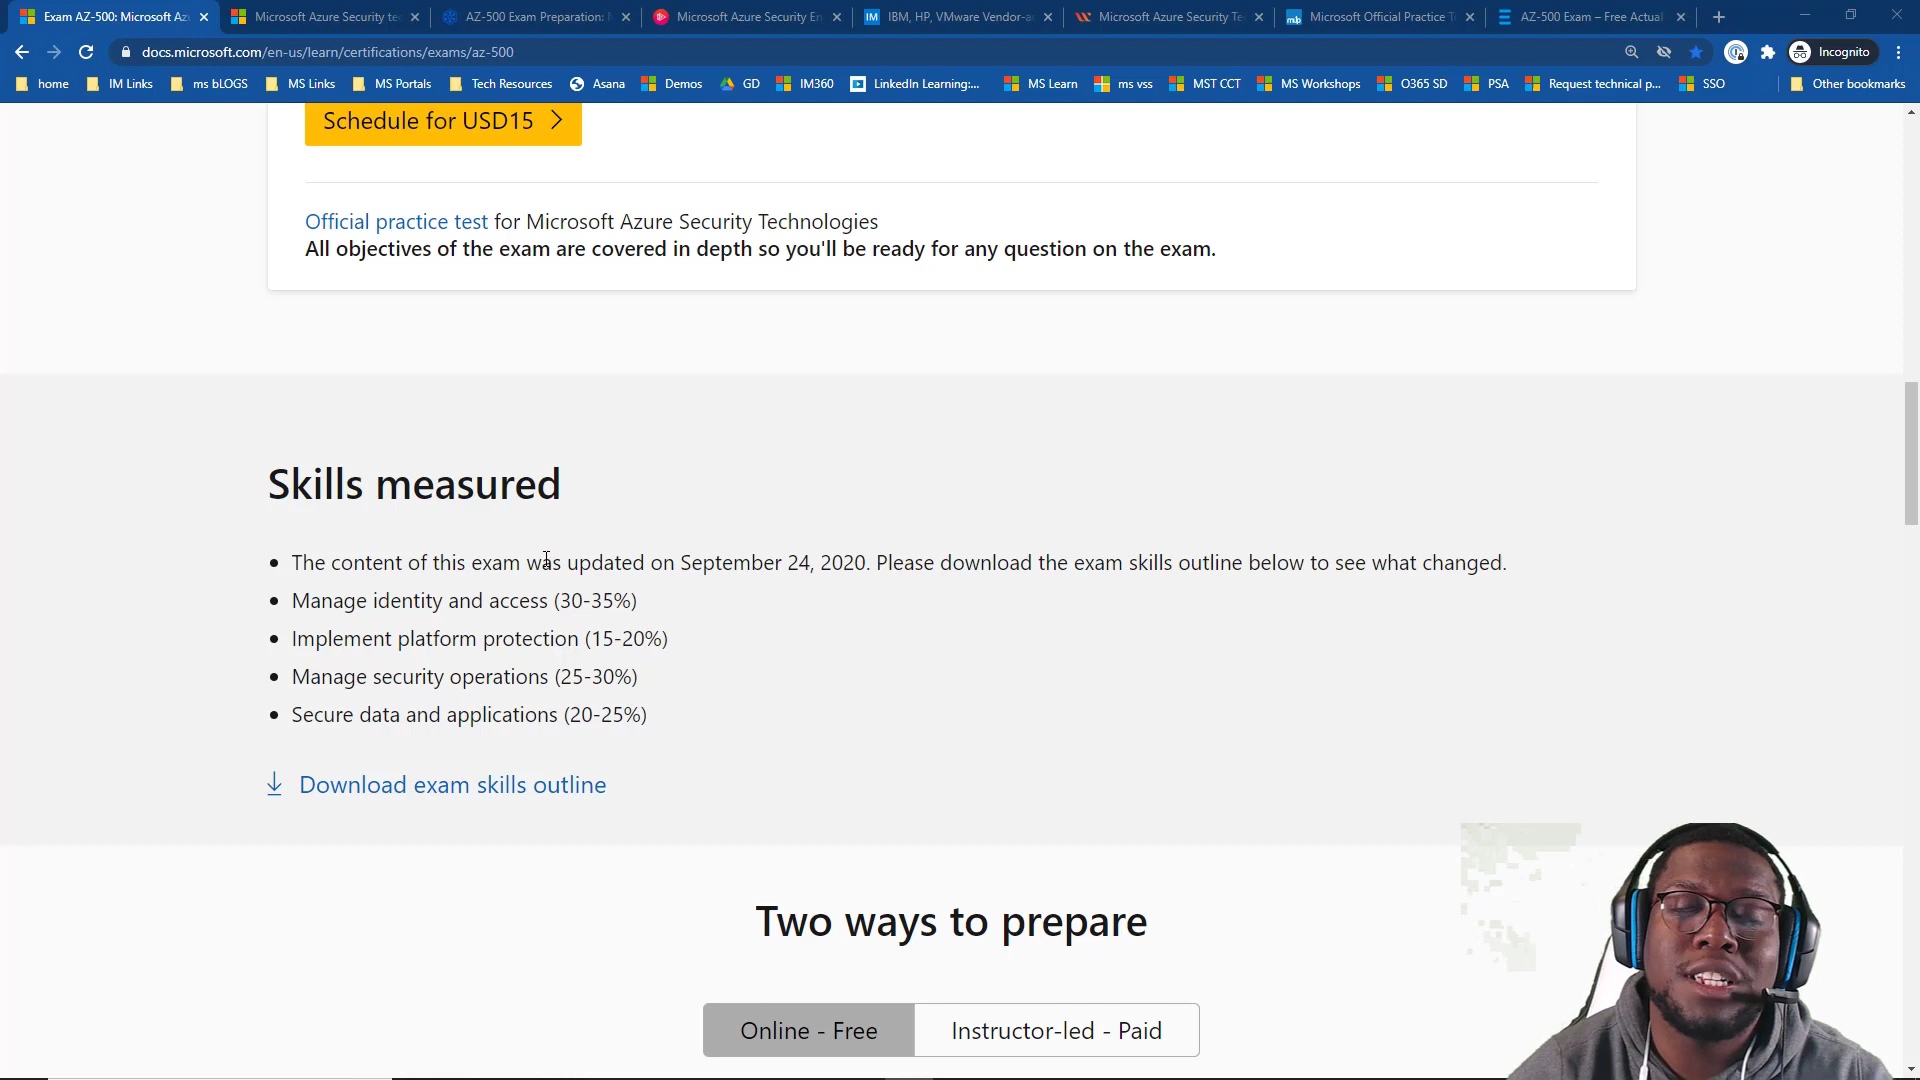 Exam AZ-500: Microsoft Az
Microsoft Azure Security te
AZ-500 Exam Preparation: M
Microsoft Azure Security En
IBM, HP, VMware Vendor-a
Microsoft Azure Security Te
Microsoft Official Practice T
AZ-500 Exam – Free Actual
docs.microsoft.com/en-us/learn/certifications/exams/az-500
Incognito
home
IM Links
ms bLOGS
MS Links
MS Portals
Tech Resources
Asana
Demos
GD
IM360
LinkedIn Learning:...
MS Learn
ms vss
MST CCT
MS Workshops
O365 SD
PSA
Request technical p...
SSO
Other bookmarks
Schedule for USD15
Official practice test for Microsoft Azure Security Technologies
All objectives of the exam are covered in depth so you'll be ready for any question on the exam.
Skills measured
• The content of this exam was updated on September 24, 2020. Please download the exam skills outline below to see what changed.
• Manage identity and access (30-35%)
• Implement platform protection (15-20%)
• Manage security operations (25-30%)
• Secure data and applications (20-25%)
Download exam skills outline
Two ways to prepare
Online - Free
Instructor-led - Paid